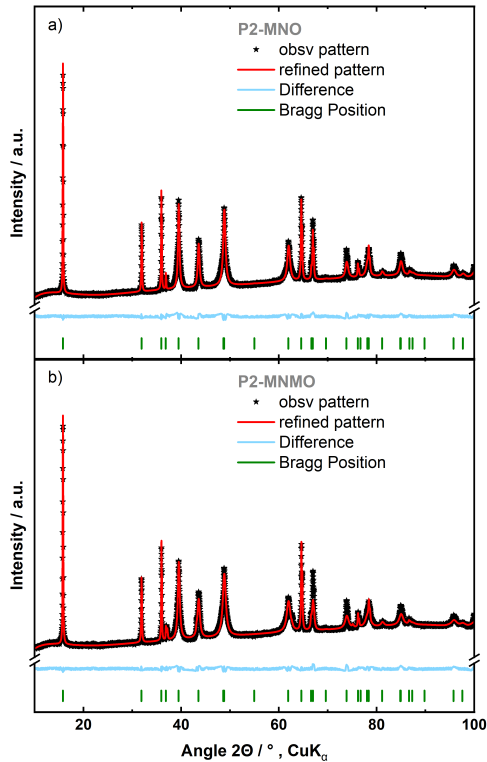 a)
P2-MNO
obsv pattern
refined pattern
Difference
Bragg Position
Intensity / a.u.
b)
P2-MNMO
obsv pattern
refined pattern
Difference
Bragg Position
Intensity / a.u.
20 40 60 80 100
Angle 2Θ / ° , CuKα